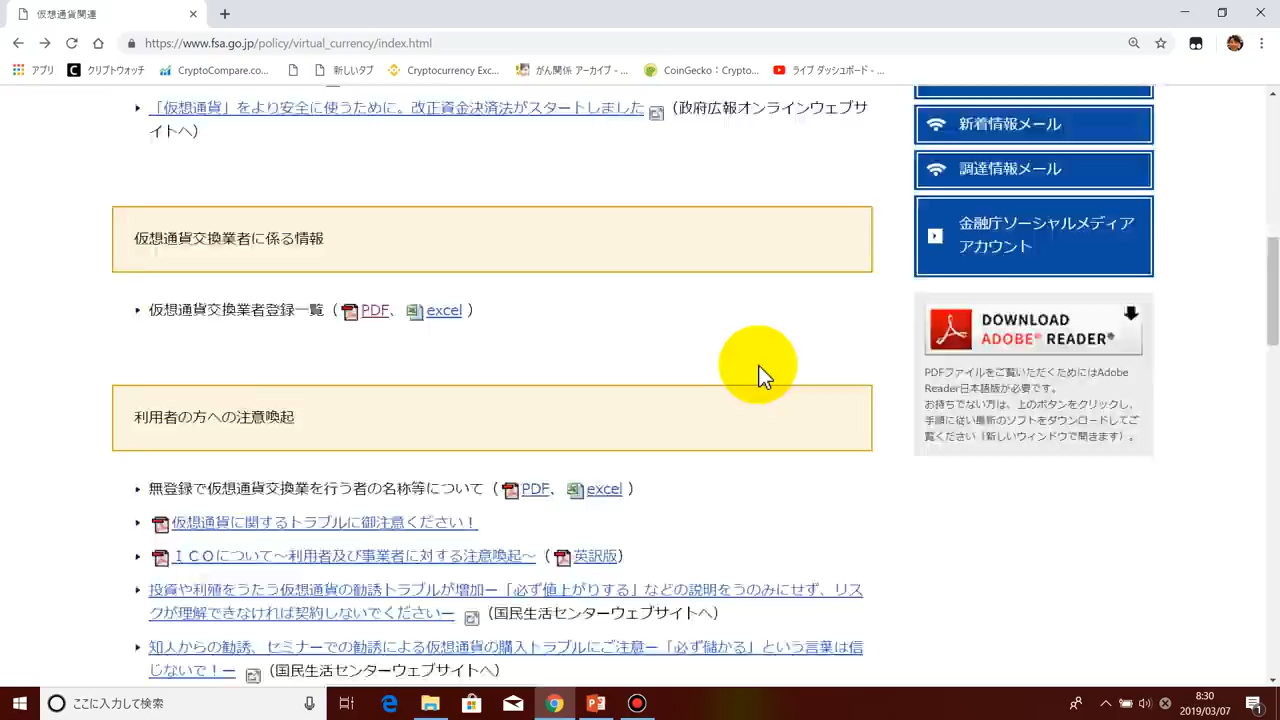 仮想通貨関連
https://www.fsa.go.jp/policy/virtual_currency/index.html
アプリ
クリプトウォッチ
CryptoCompare.co...
新しいタブ
Cryptocurrency Exc...
がん関係 アーカイブ - ...
CoinGecko：Cryptoc...
ライブ ダッシュボード - ...
「仮想通貨」をより安全に使うために。改正資金決済法がスタートしました（政府広報オンラインウェブサ
イトへ）
新着情報メール
調達情報メール
金融庁ソーシャルメディア
アカウント
仮想通貨交換業者に係る情報
仮想通貨交換業者登録一覧（PDF、excel）
DOWNLOAD
ADOBE® READER®
PDFファイルをご覧いただくためにはAdobe
Reader日本語版が必要です。
お持ちでない方は、上のボタンをクリックし、
手順に従い最新のソフトをダウンロードしてご
覧ください（新しいウィンドウで開きます）。
利用者の方への注意喚起
無登録で仮想通貨交換業を行う者の名称等について（PDF、excel）
仮想通貨に関するトラブルに御注意ください！
ＩＣＯについて～利用者及び事業者に対する注意喚起～（英訳版）
投資や利殖をうたう仮想通貨の勧誘トラブルが増加－「必ず値上がりする」などの説明をうのみにせず、リス
クが理解できなければ契約しないでください－（国民生活センターウェブサイトへ）
知人からの勧誘、セミナーでの勧誘による仮想通貨の購入トラブルにご注意－「必ず儲かる」という言葉は信
じないで！－（国民生活センターウェブサイトへ）
ここに入力して検索
8:30
2019/03/07
1